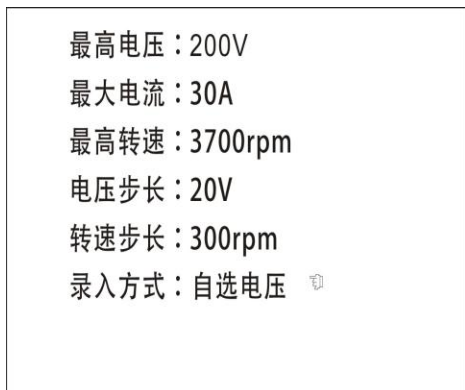 最高电压：200V
最大电流：30A
最高转速：3700rpm
电压步长：20V
转速步长：300rpm
录入方式：自选电压